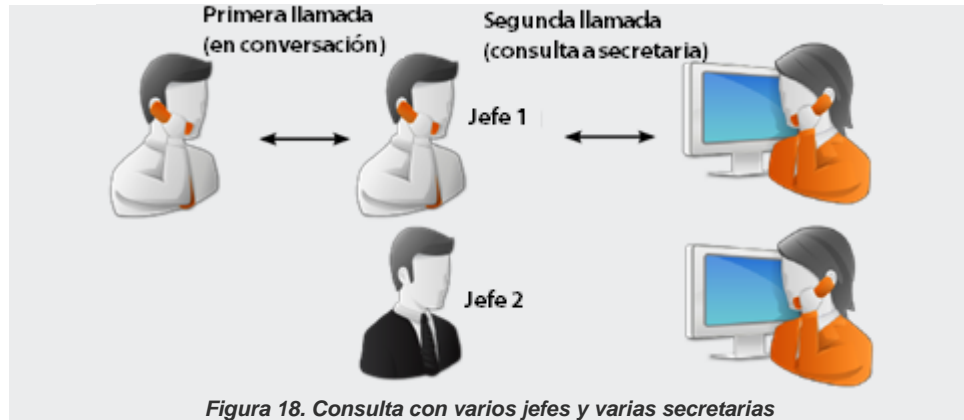 Primera llamada
(en conversación)
Segunda llamada
(consulta a secretaria)
Jefe 1
Jefe 2
Figura 18. Consulta con varios jefes y varias secretarias